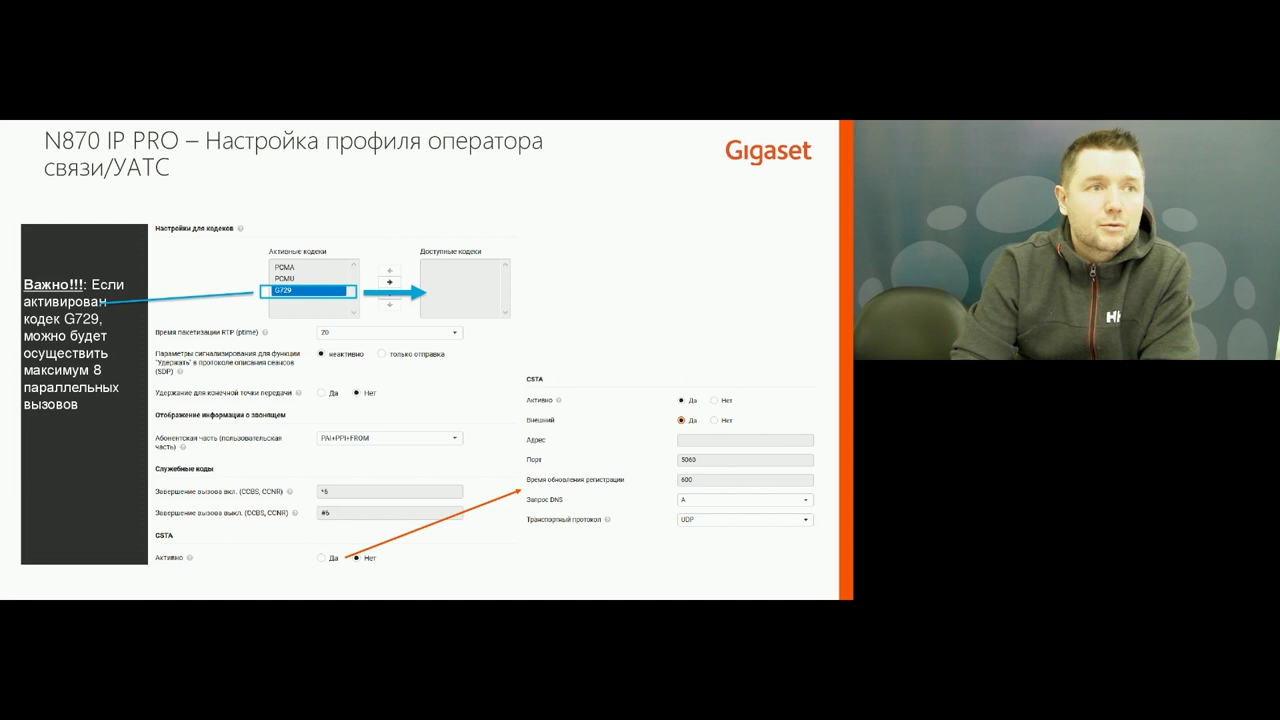 N870 IP PRO – Настройка профиля оператора
связи/УАТС
Gigaset
Важно!!!: Если
активирован
кодек G729,
можно будет
осуществить
максимум 8
параллельных
вызовов
Настройки для кодеков
Активные кодеки
Доступные кодеки
PCMA
PCMU
G729
Время пакетизации RTP (ptime)
20
Параметры сигнализирования для функции
"Удержать" в протоколе описания сеансов
(SDP)
неактивно
только отправка
Удержание для конечной точки передачи
Да
Нет
Отображение информации о звонящем
Абонентская часть (пользовательская
часть)
PAI+PPI+FROM
Служебные коды
Завершение вызова вкл. (CCBS, CCNR)
*6
Завершение вызова выкл. (CCBS, CCNR)
#6
CSTA
Активно
Да
Нет
CSTA
Активно
Да
Нет
Внешний
Да
Нет
Адрес
Порт
5060
Время обновления регистрации
600
Запрос DNS
A
Транспортный протокол
UDP
HH